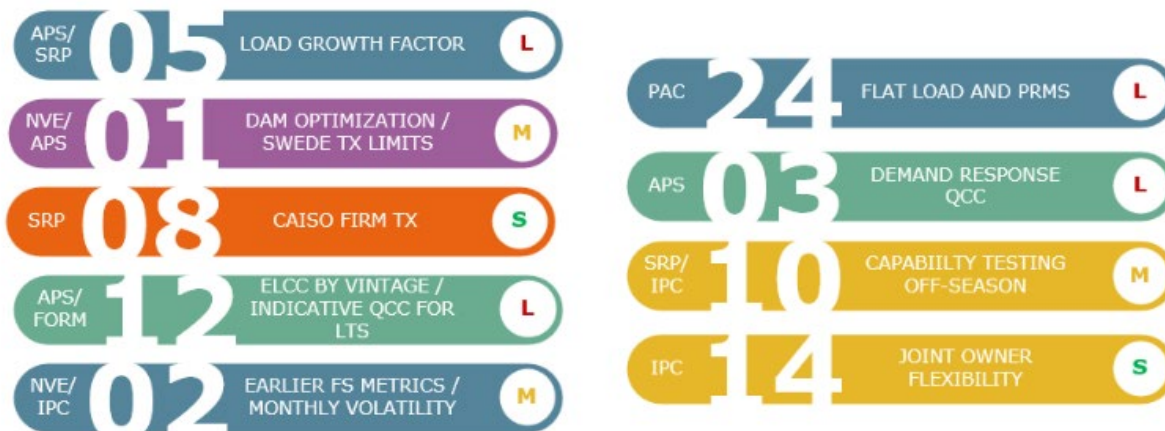 APS/
SRP
05
LOAD GROWTH FACTOR
L
NVE/
APS
01
DAM OPTIMIZATION /
SWEDE TX LIMITS
M
SRP
08
CAISO FIRM TX
S
APS/
FORM
12
ELCC BY VINTAGE /
INDICATIVE QCC FOR
LTS
L
NVE/
IPC
02
EARLIER FS METRICS /
MONTHLY VOLATILITY
M
PAC
24
FLAT LOAD AND PRMS
L
APS
03
DEMAND RESPONSE
QCC
L
SRP/
IPC
10
CAPABIILTY TESTING
OFF-SEASON
M
IPC
14
JOINT OWNER
FLEXIBILITY
S